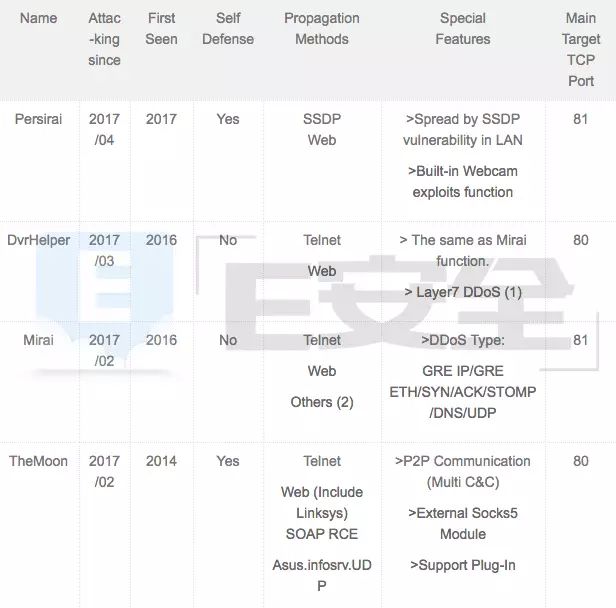 Name
Attac
-king
since
First
Seen
Self
Defense
Propagation
Methods
Special
Features
Main
Target
TCP
Port
Persirai
2017
/04
2017
Yes
SSDP
Web
>Spread by SSDP
vulnerability in LAN
>Built-in Webcam
exploits function
81
DvrHelper
2017
/03
2016
No
Telnet
Web
> The same as Mirai
function.
> Layer7 DDoS (1)
80
Mirai
2017
/02
2016
No
Telnet
Web
Others (2)
>DDoS Type:
GRE IP/GRE
ETH/SYN/ACK/STOMP
/DNS/UDP
81
TheMoon
2017
/02
2014
Yes
Telnet
Web (Include
Linksys)
SOAP RCE
Asus.infosrv.UD
P
>P2P Communication
(Multi C&C)
>External Socks5
Module
>Support Plug-In
80
E安全